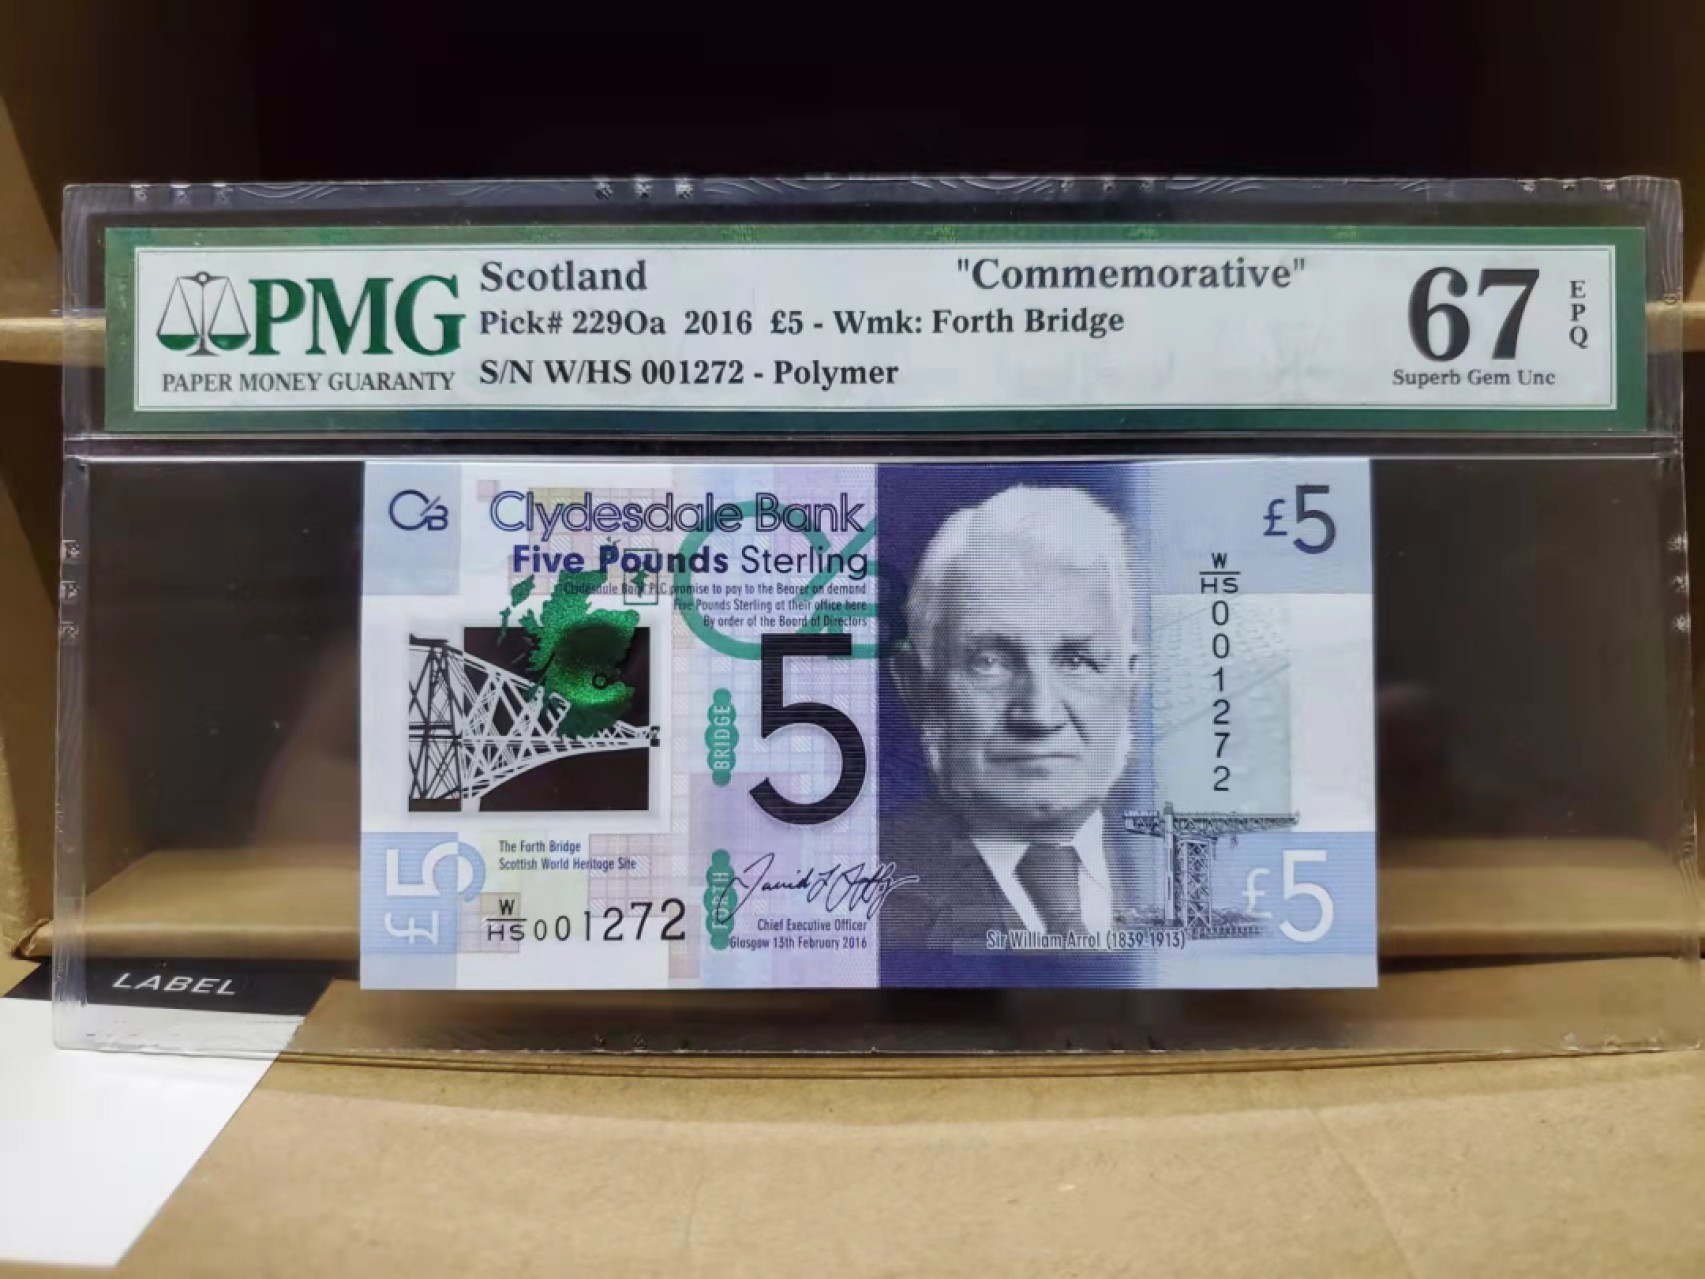 PMG
PAPER MONEY GUARANTY
Scotland "Commemorative"
Pick# 229Oa 2016 £5 - Wmk: Forth Bridge
S/N W/HS 001272 - Polymer
67
EPQ
Superb Gem Unc
CB
Clydesdale Bank
Five Pounds Sterling
Clydesdale Bank PLC promise to pay to the Bearer on demand
Five Pounds Sterling at their office here
By order of the Board of Directors
5
FORTH BRIDGE
The Forth Bridge
Scottish World Heritage Site
£5
W/HS 001272
Chief Executive Officer
Glasgow 13th February 2016
£5
W/HS 001272
£5
Sir William Arrol (1839-1913)
LABEL